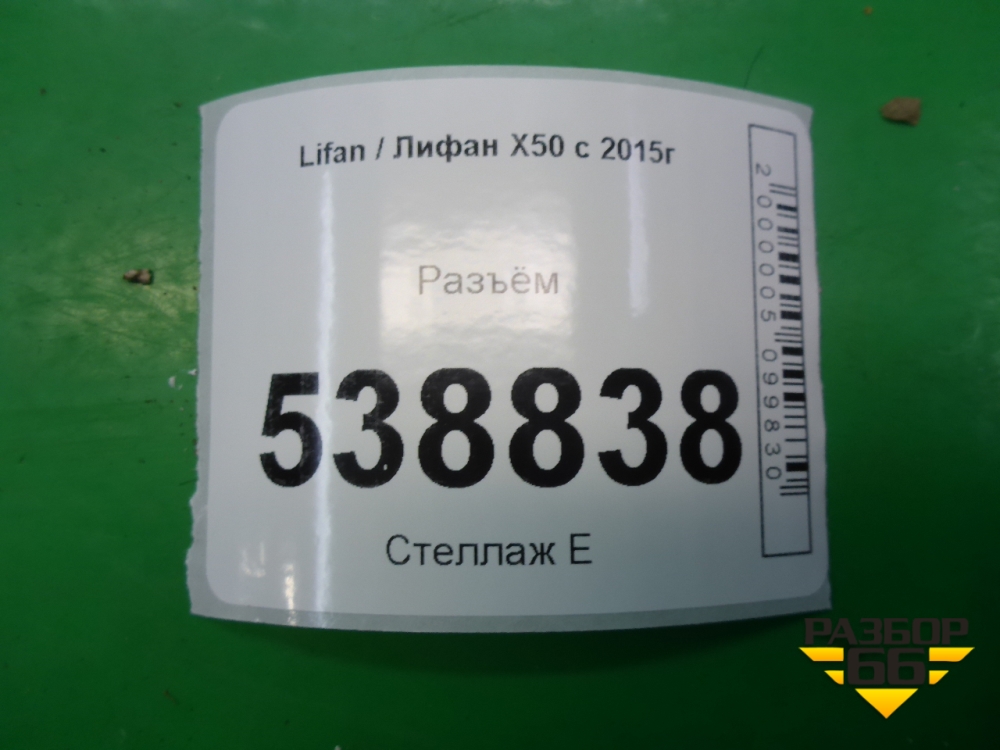 Lifan / Лифан X50 с 2015г
Разъём
538838
Стеллаж Е
2000005099830
РАЗБОР
66